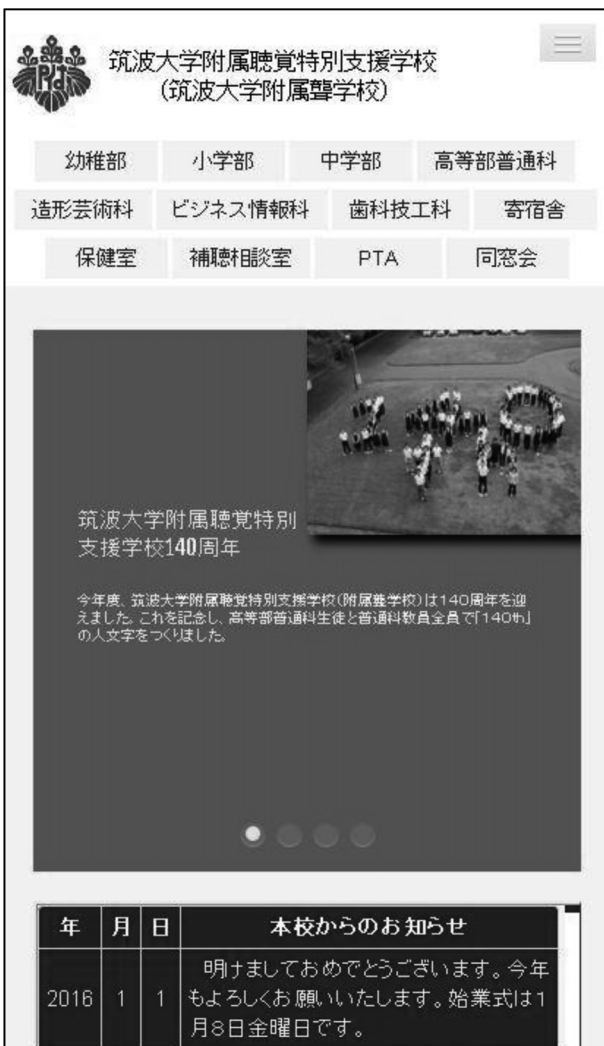 筑波大学附属聴覚特別支援学校
(筑波大学附属聾学校)
幼稚部 小学部 中学部 高等部普通科
造形芸術科 ビジネス情報科 歯科技工科 寄宿舎
保健室 補聴相談室 PTA 同窓会
筑波大学附属聴覚特別
支援学校140周年
今年度、筑波大学附属聴覚特別支援学校(附属聾学校)は140周年を迎
えました。これを記念し、高等部普通科生徒と普通科教員全員で「140th」
の人文字をつくりました。
年 月 日 本校からのお知らせ
2016 1 1 明けましておめでとうございます。今年
もよろしくお願いいたします。始業式は1
月8日金曜日です。